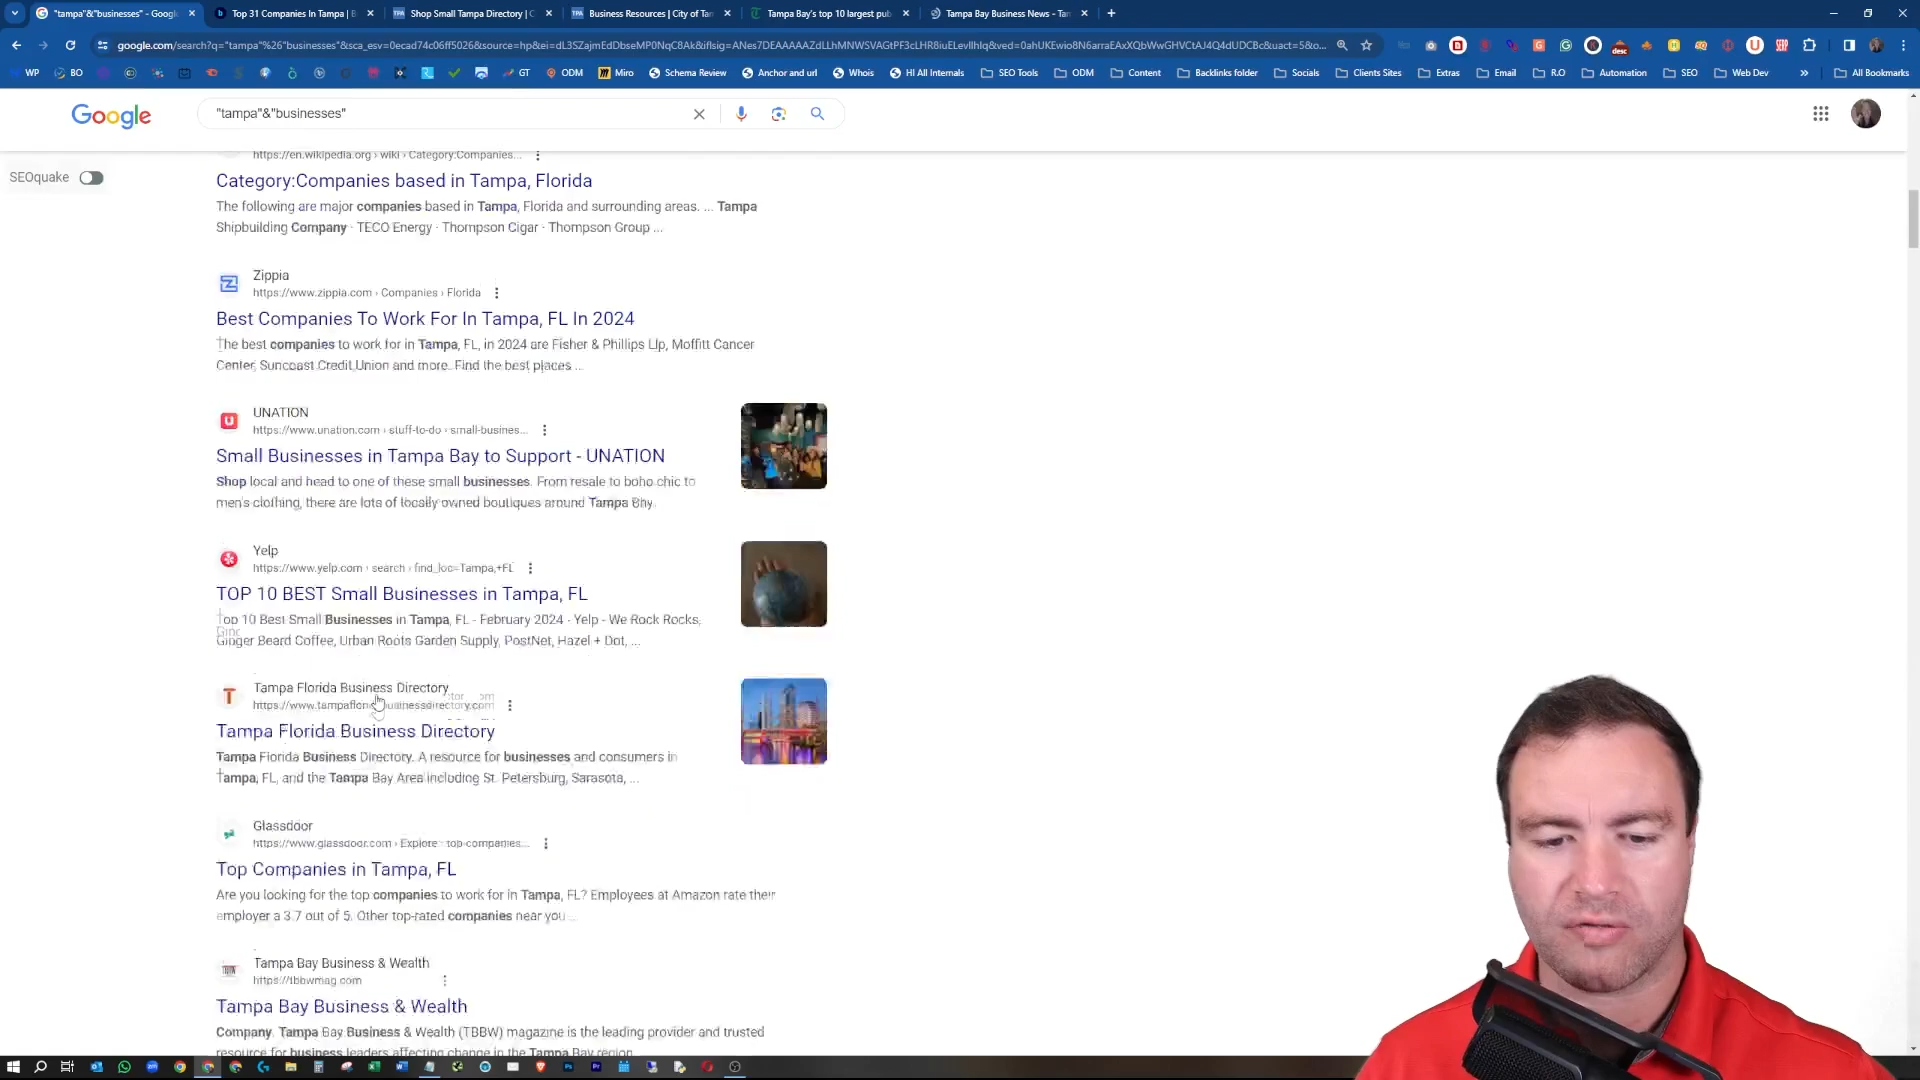 "tampa"&"businesses" - Google
Top 31 Companies In Tampa | B
Shop Small Tampa Directory | C
Business Resources | City of Tam
Tampa Bay's top 10 largest pub
Tampa Bay Business News - Tam
WP
BO
GT
ODM
Miro
Schema Review
Anchor and url
Whois
HI All Internals
SEO Tools
ODM
Content
Backlinks folder
Socials
Clients Sites
Extras
Email
R.O
Automation
SEO
Web Dev
All Bookmarks
Google
"tampa"&"businesses"
SEOquake
https://en.wikipedia.org › wiki › Category:Companies...
Category:Companies based in Tampa, Florida
The following are major companies based in Tampa, Florida and surrounding areas. ... Tampa
Shipbuilding Company · TECO Energy · Thompson Cigar · Thompson Group ...
Zippia
https://www.zippia.com › Companies › Florida
Best Companies To Work For In Tampa, FL In 2024
The best companies to work for in Tampa, FL, in 2024 are Fisher & Phillips Llp, Moffitt Cancer
Center, Suncoast Credit Union and more. Find the best places ...
UNATION
https://www.unation.com › stuff-to-do › small-business...
Small Businesses in Tampa Bay to Support - UNATION
Shop local and head to one of these small businesses. From resale to boho chic to
men's clothing, there are lots of locally owned boutiques around Tampa Bay.
Yelp
https://www.yelp.com › search › find_loc=Tampa,+FL
TOP 10 BEST Small Businesses in Tampa, FL
Top 10 Best Small Businesses in Tampa, FL - February 2024 - Yelp - We Rock Rocks,
Ginger Beard Coffee, Urban Roots Garden Supply, PostNet, Hazel + Dot, ...
Tampa Florida Business Directory
Tampa Florida Business Directory
Tampa Florida Business Directory. A resource for businesses and consumers in
Tampa, FL, and the Tampa Bay Area including St. Petersburg, Sarasota, ...
Glassdoor
https://www.glassdoor.com › Explore › top-companies...
Top Companies in Tampa, FL
Are you looking for the top companies to work for in Tampa, FL? Employees at Amazon rate their
employer a 3.7 out of 5. Other top-rated companies near you ...
Tampa Bay Business & Wealth
https://tbbwmag.com
Tampa Bay Business & Wealth
Company. Tampa Bay Business & Wealth (TBBW) magazine is the leading provider and trusted
resource for business leaders affecting change in the Tampa Bay region.